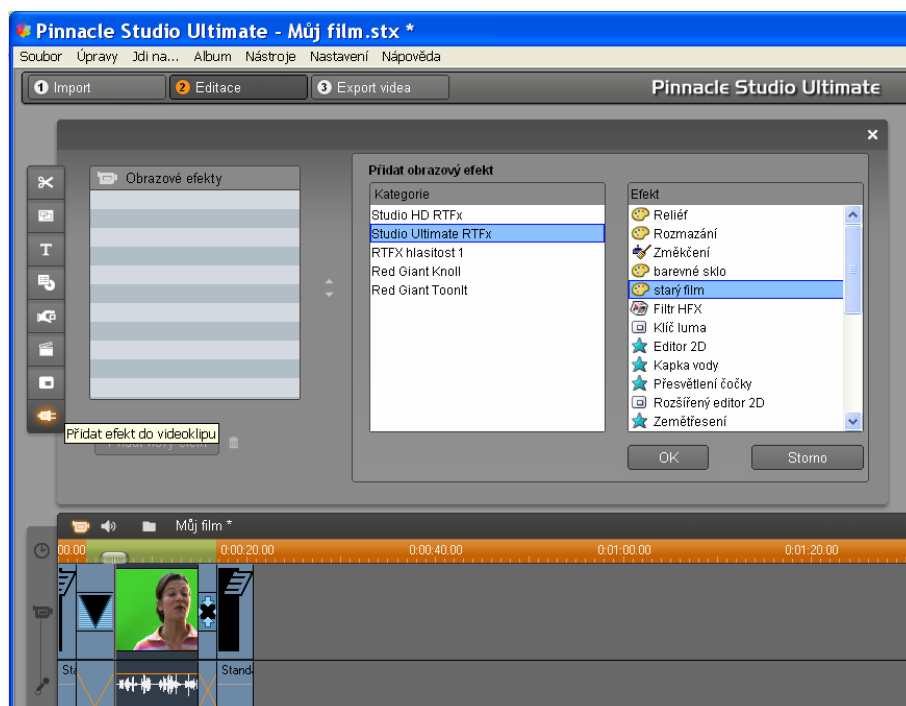 Pinnacle Studio Ultimate - Můj film.stx *
Soubor Úpravy Jdi na... Album Nástroje Nastavení Nápověda
1 Import 2 Editace 3 Export videa Pinnacle Studio Ultimate
Obrazové efekty
Přidat obrazový efekt
Kategorie
Studio HD RTFx
Studio Ultimate RTFx
RTFX hlasitost 1
Red Giant Knoll
Red Giant ToonIt
Efekt
Reliéf
Rozmazání
Změkčení
barevné sklo
starý film
Filtr HFX
Klíč luma
Editor 2D
Kapka vody
Přesvětlení čočky
Rozšířený editor 2D
Zemětřesení
T
Přidat efekt do videoklipu
Přidat nový efekt
OK Storno
Můj film *
00.00 0:00:20.00 0:00:40.00 0:01:00.00 0:01:20.00
Sta Standa